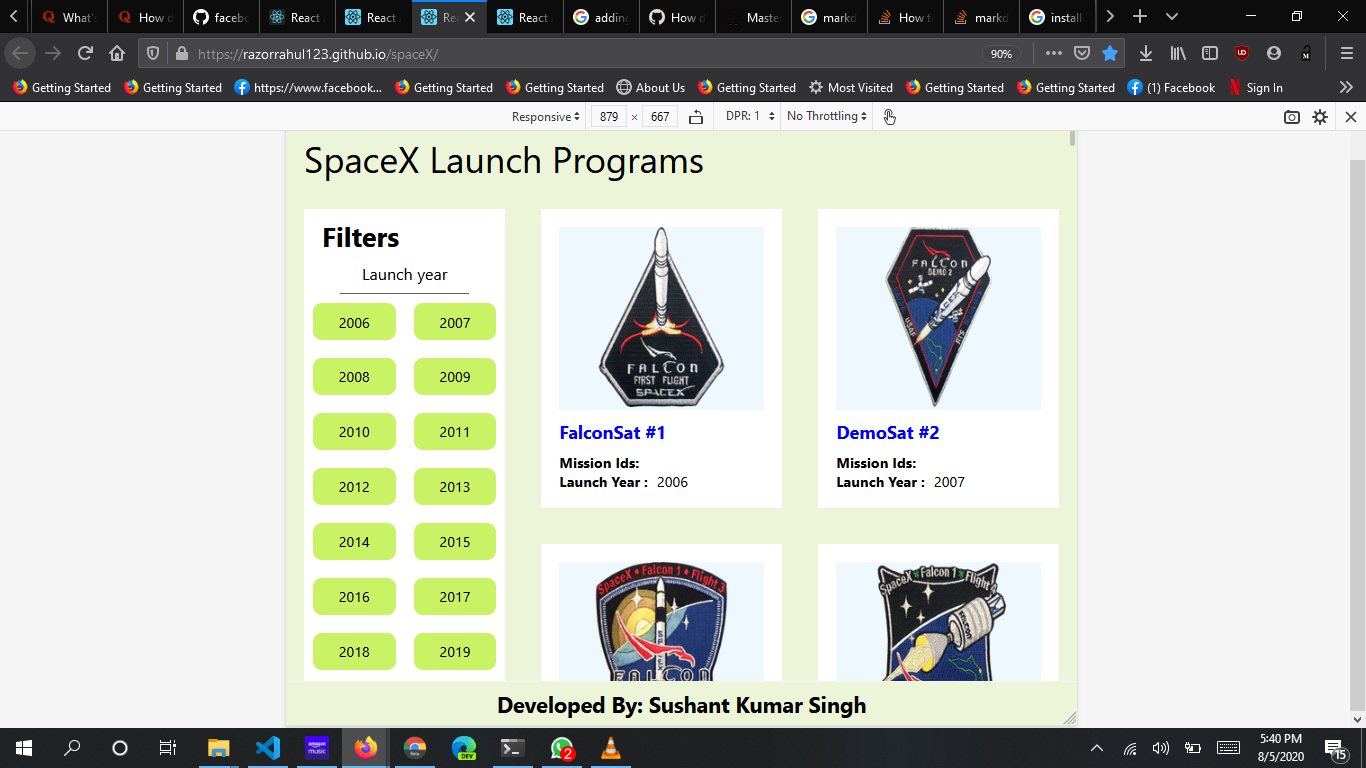 What's
How d
facebo
React A
React A
Re
React A
adding
How d
Master
markd
How t
markd
install
https://razorrahul123.github.io/spaceX/
90%
Getting Started
Getting Started
https://www.facebook...
Getting Started
Getting Started
About Us
Getting Started
Most Visited
Getting Started
Getting Started
(1) Facebook
Sign In
Responsive
879 × 667
DPR: 1
No Throttling
SpaceX Launch Programs
Filters
Launch year
2006 2007
2008 2009
2010 2011
2012 2013
2014 2015
2016 2017
2018 2019
FALCON
FIRST FLIGHT
SPACEX
FalconSat #1
Mission Ids:
Launch Year : 2006
FALCON
DEMO 2
USAF
DemoSat #2
Mission Ids:
Launch Year : 2007
SpaceX • Falcon 1 • Flight 3
FALCON
SpaceX Falcon 1 Flight 4
FALCON
Developed By: Sushant Kumar Singh
DEV
2
5:40 PM
8/5/2020
15